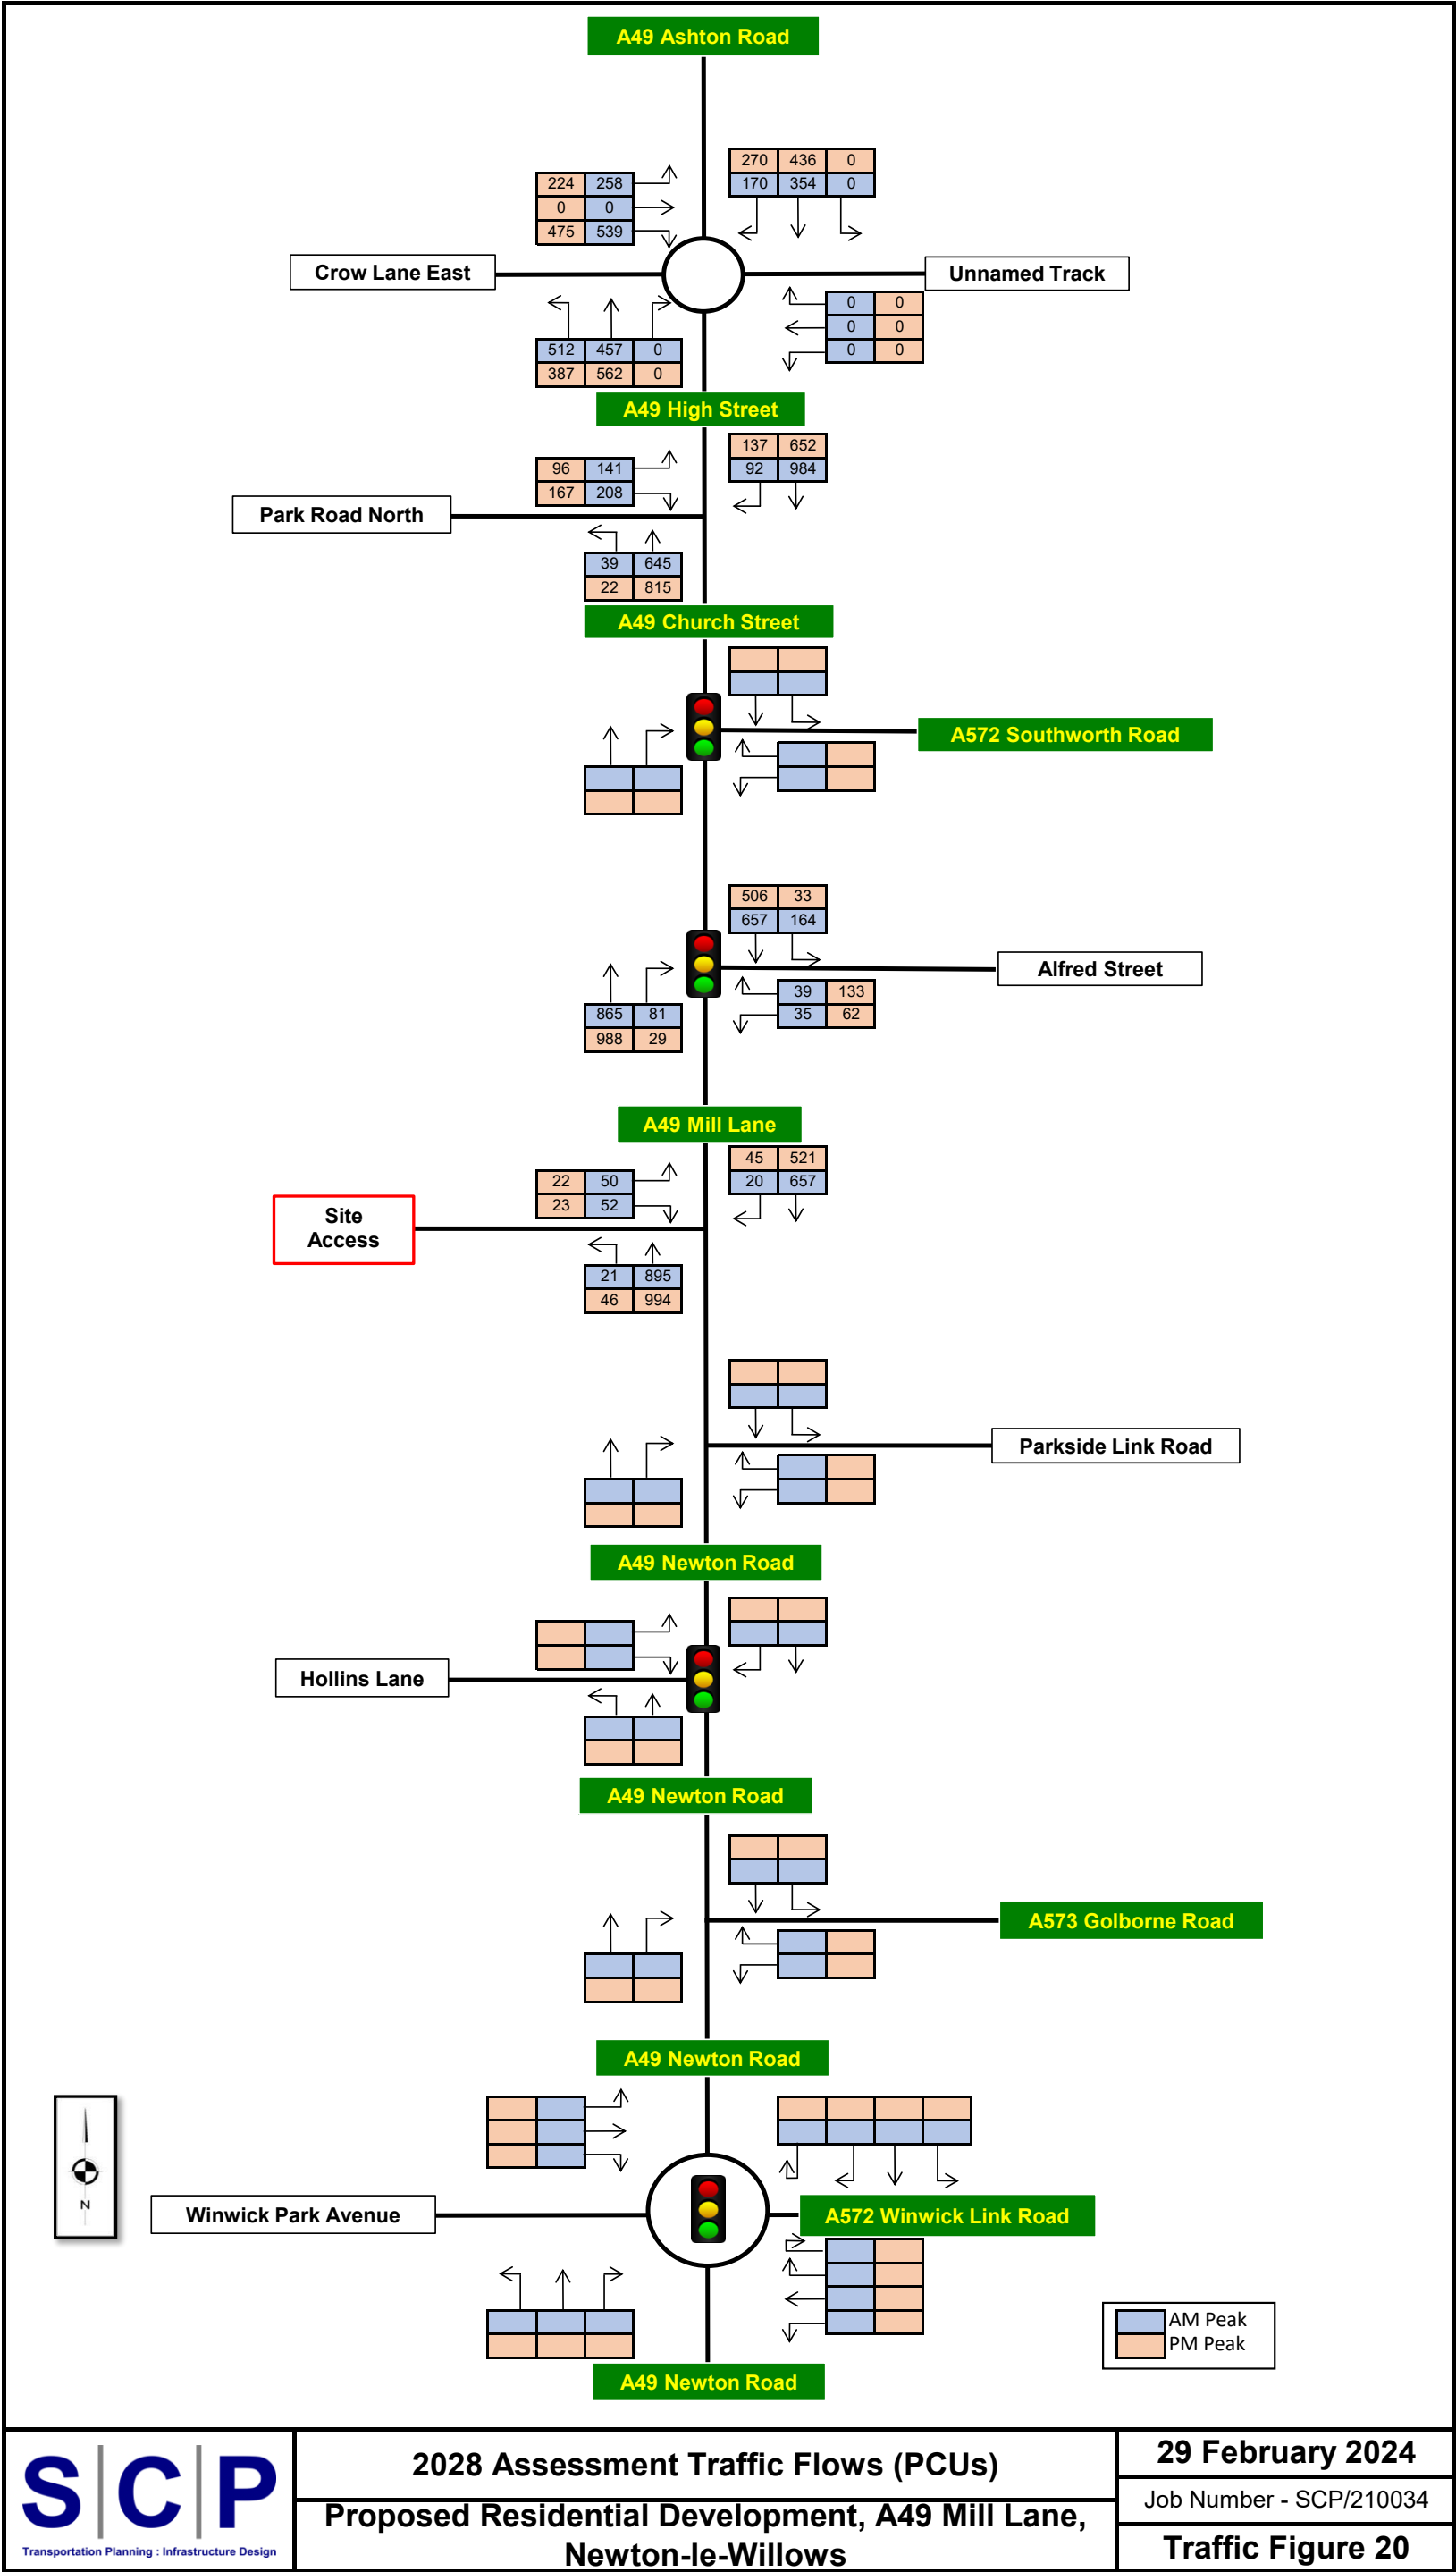 A49 Ashton Road
270 436 0
170 354 0
224 258
0 0
475 539
Crow Lane East
Unnamed Track
0 0
0 0
0 0
512 457 0
387 562 0
A49 High Street
137 652
92 984
96 141
167 208
Park Road North
39 645
22 815
A49 Church Street
A572 Southworth Road
506 33
657 164
Alfred Street
39 133
35 62
865 81
988 29
A49 Mill Lane
45 521
20 657
22 50
23 52
Site
Access
21 895
46 994
Parkside Link Road
A49 Newton Road
Hollins Lane
A49 Newton Road
A573 Golborne Road
A49 Newton Road
N
Winwick Park Avenue
A572 Winwick Link Road
AM Peak
PM Peak
A49 Newton Road
SCP
Transportation Planning : Infrastructure Design
2028 Assessment Traffic Flows (PCUs)
Proposed Residential Development, A49 Mill Lane,
Newton-le-Willows
29 February 2024
Job Number - SCP/210034
Traffic Figure 20